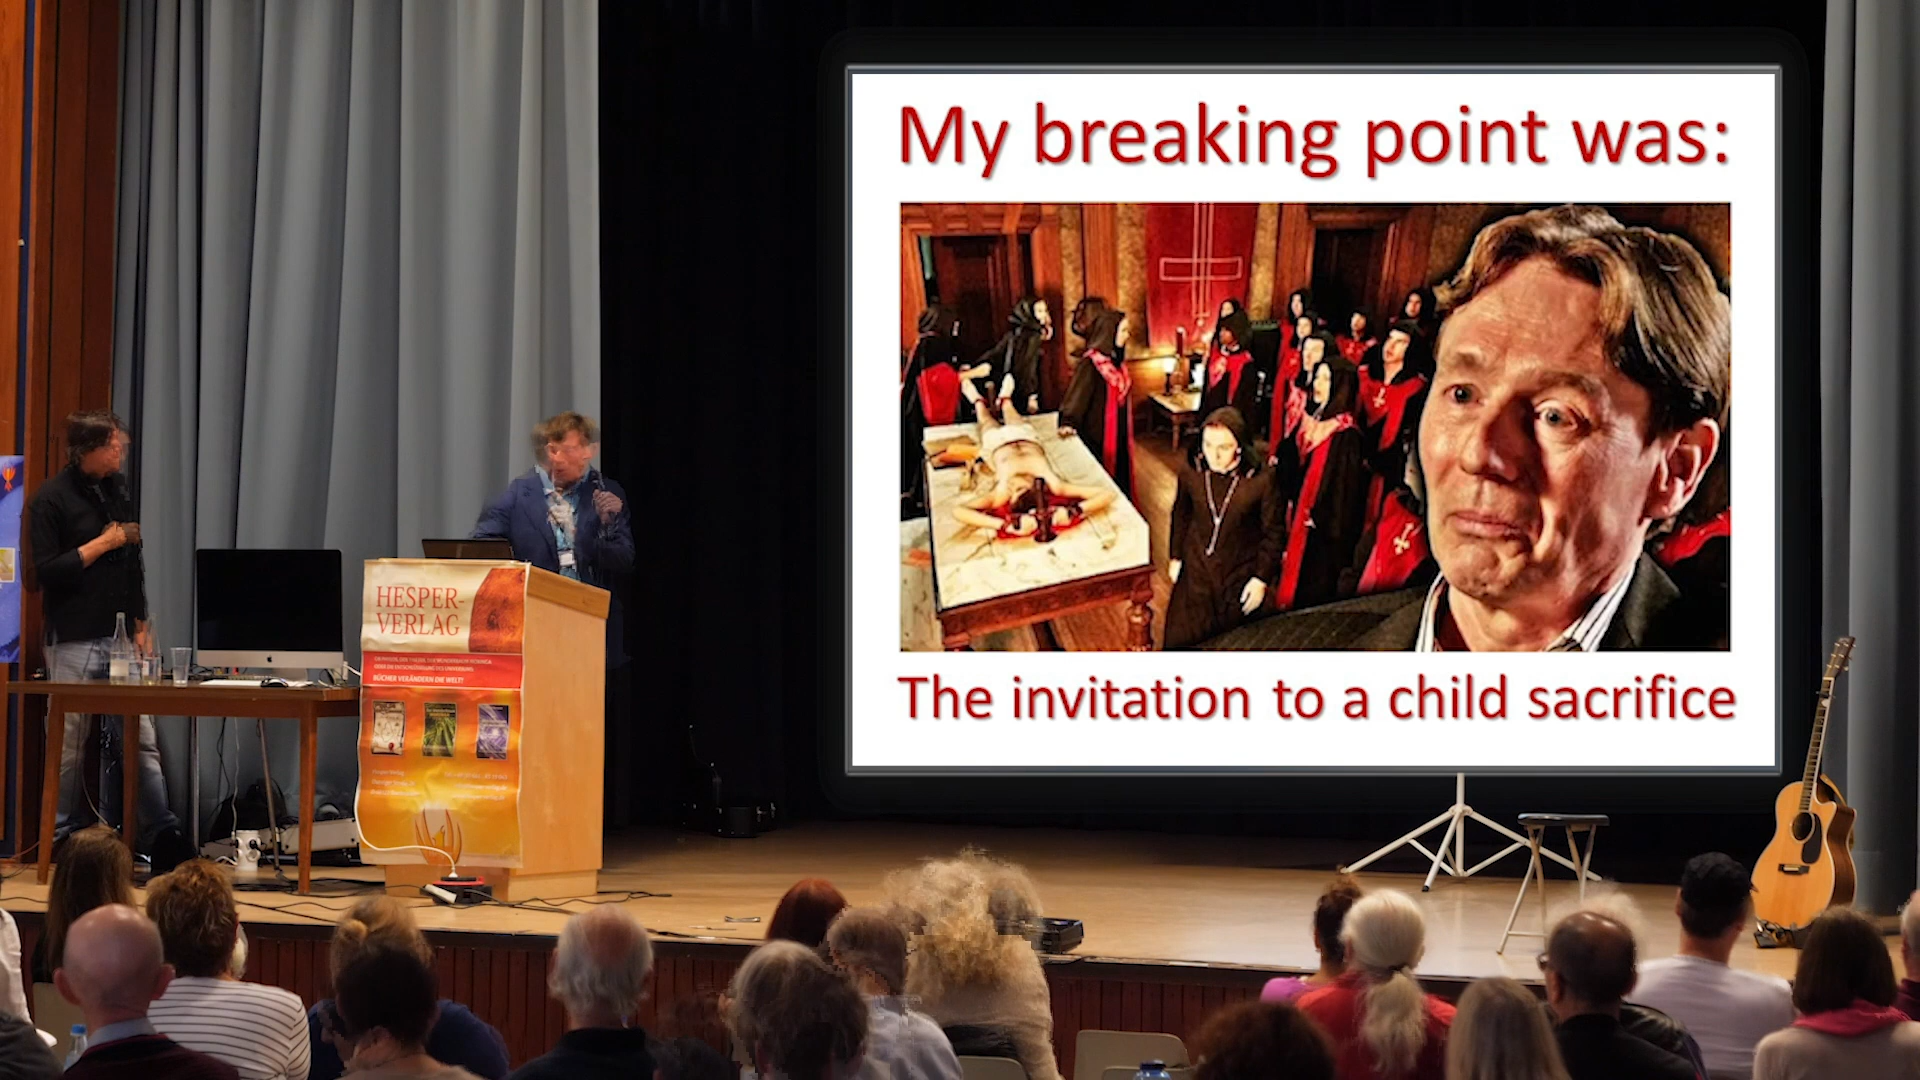 My breaking point was:
The invitation to a child sacrifice
HESPER-
VERLAG
BÜCHER VERÄNDERN DIE WELT!